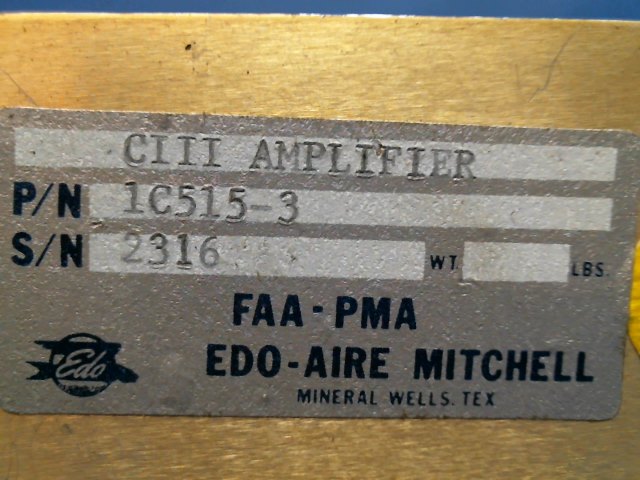 CIII AMPLIFIER
P/N 1C515-3
S/N 2316 WT. LBS.
FAA-PMA
Edo
EDO-AIRE MITCHELL
MINERAL WELLS. TEX